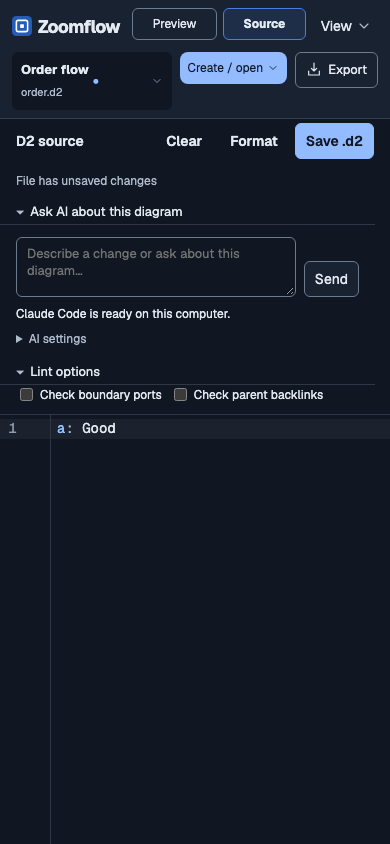 Zoomflow
Preview
Source
View
Order flow
order.d2
Create / open
Export
D2 source
Clear
Format
Save .d2
File has unsaved changes
Ask AI about this diagram
Describe a change or ask about this
diagram…
Send
Claude Code is ready on this computer.
AI settings
Lint options
Check boundary ports
Check parent backlinks
1
a: Good